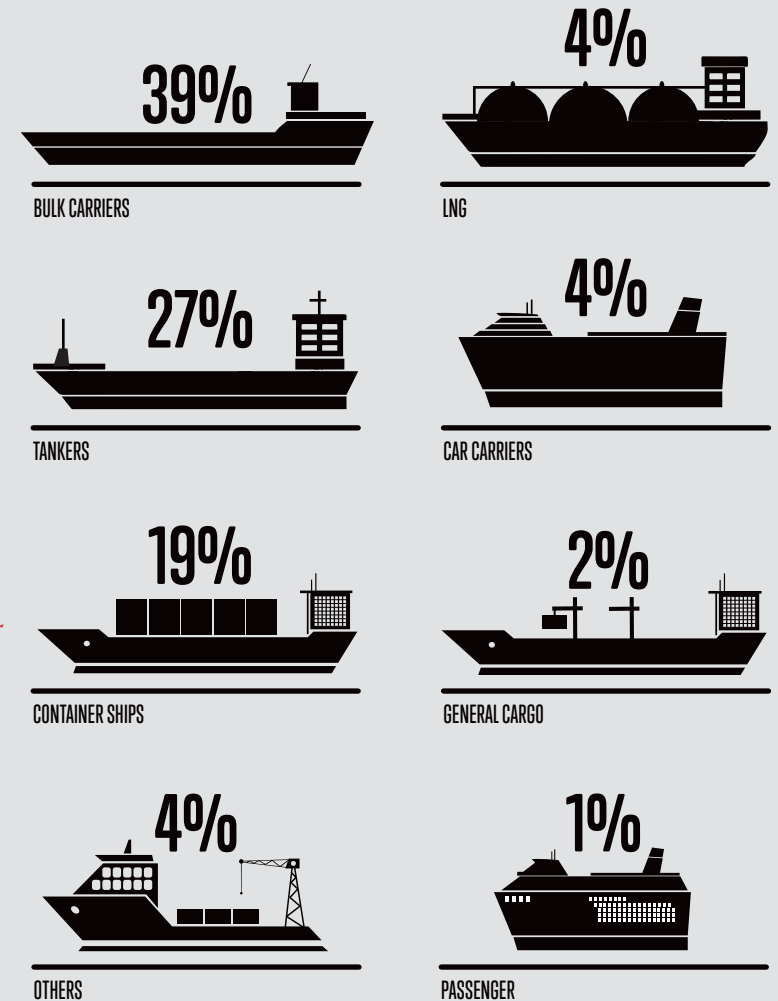 39%
BULK CARRIERS
4%
LNG
27%
TANKERS
4%
CAR CARRIERS
19%
CONTAINER SHIPS
2%
GENERAL CARGO
4%
OTHERS
1%
PASSENGER